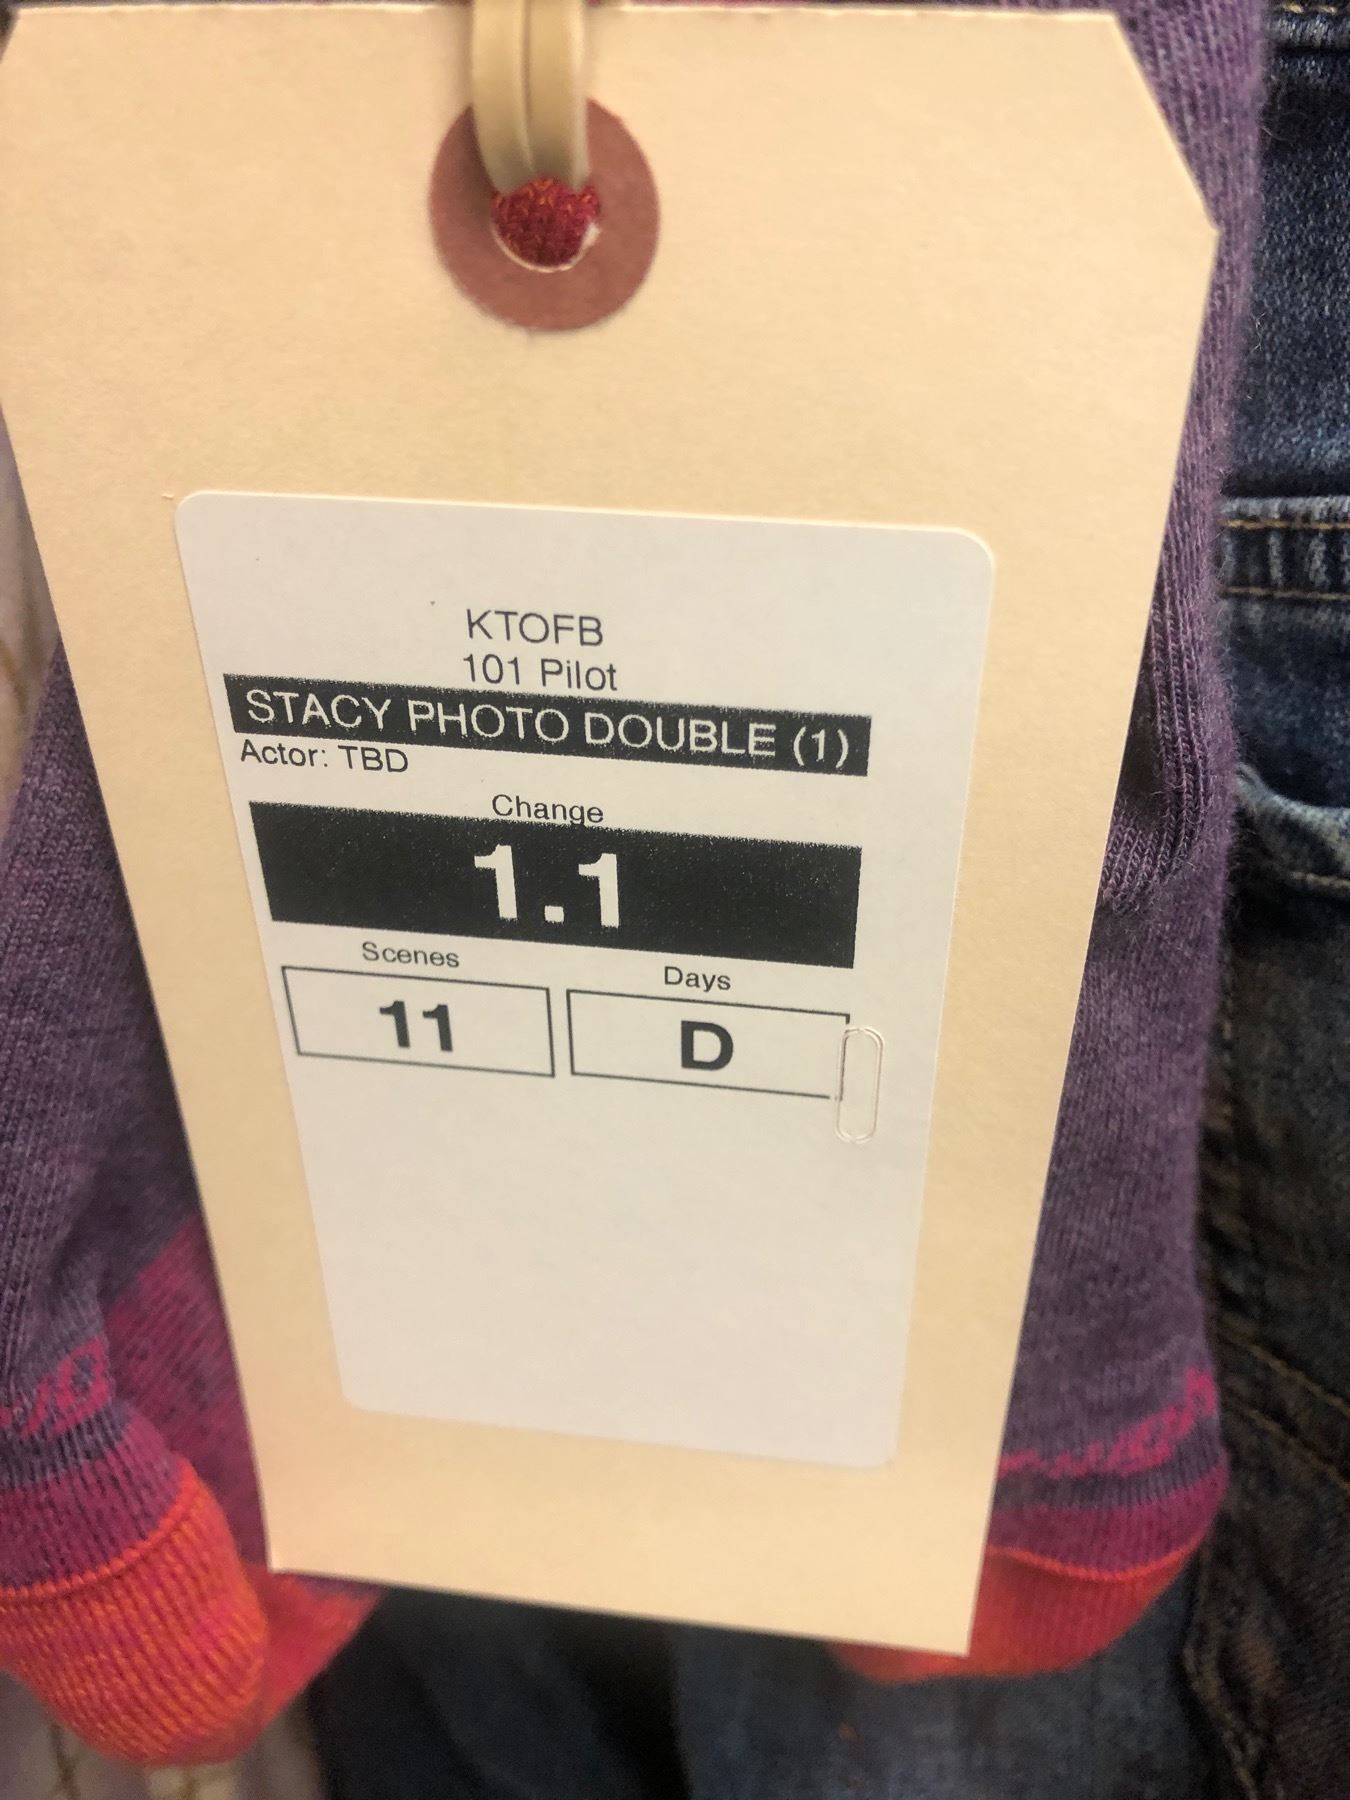 KTOFB
101 Pilot
STACY PHOTO DOUBLE (1)
Actor: TBD
Change
1.1
Scenes
Days
11
D